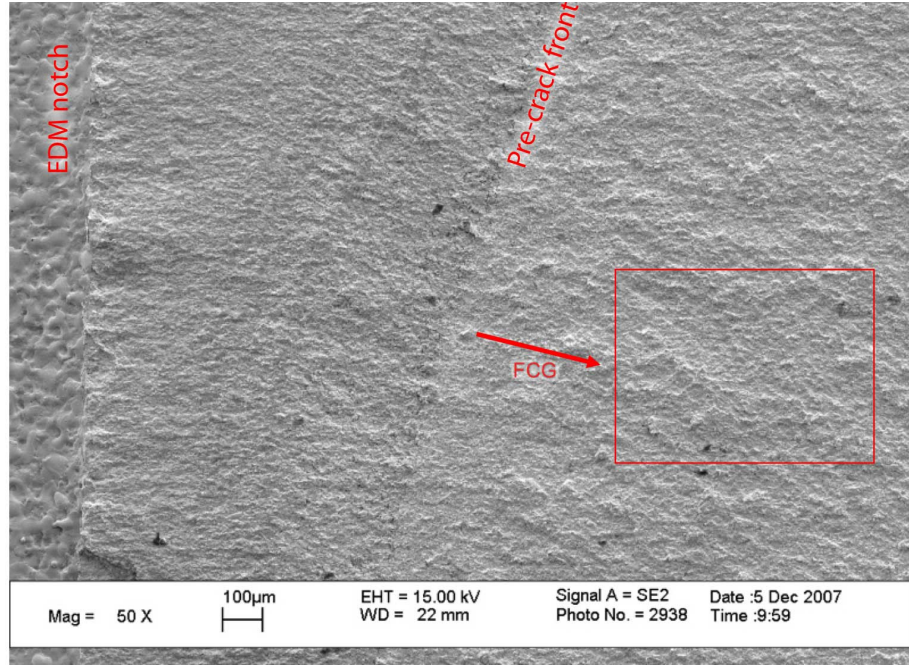 EDM notch
Pre-crack front
FCG
Mag = 50 X
100µm
EHT = 15.00 kV
WD = 22 mm
Signal A = SE2
Photo No. = 2938
Date :5 Dec 2007
Time :9:59